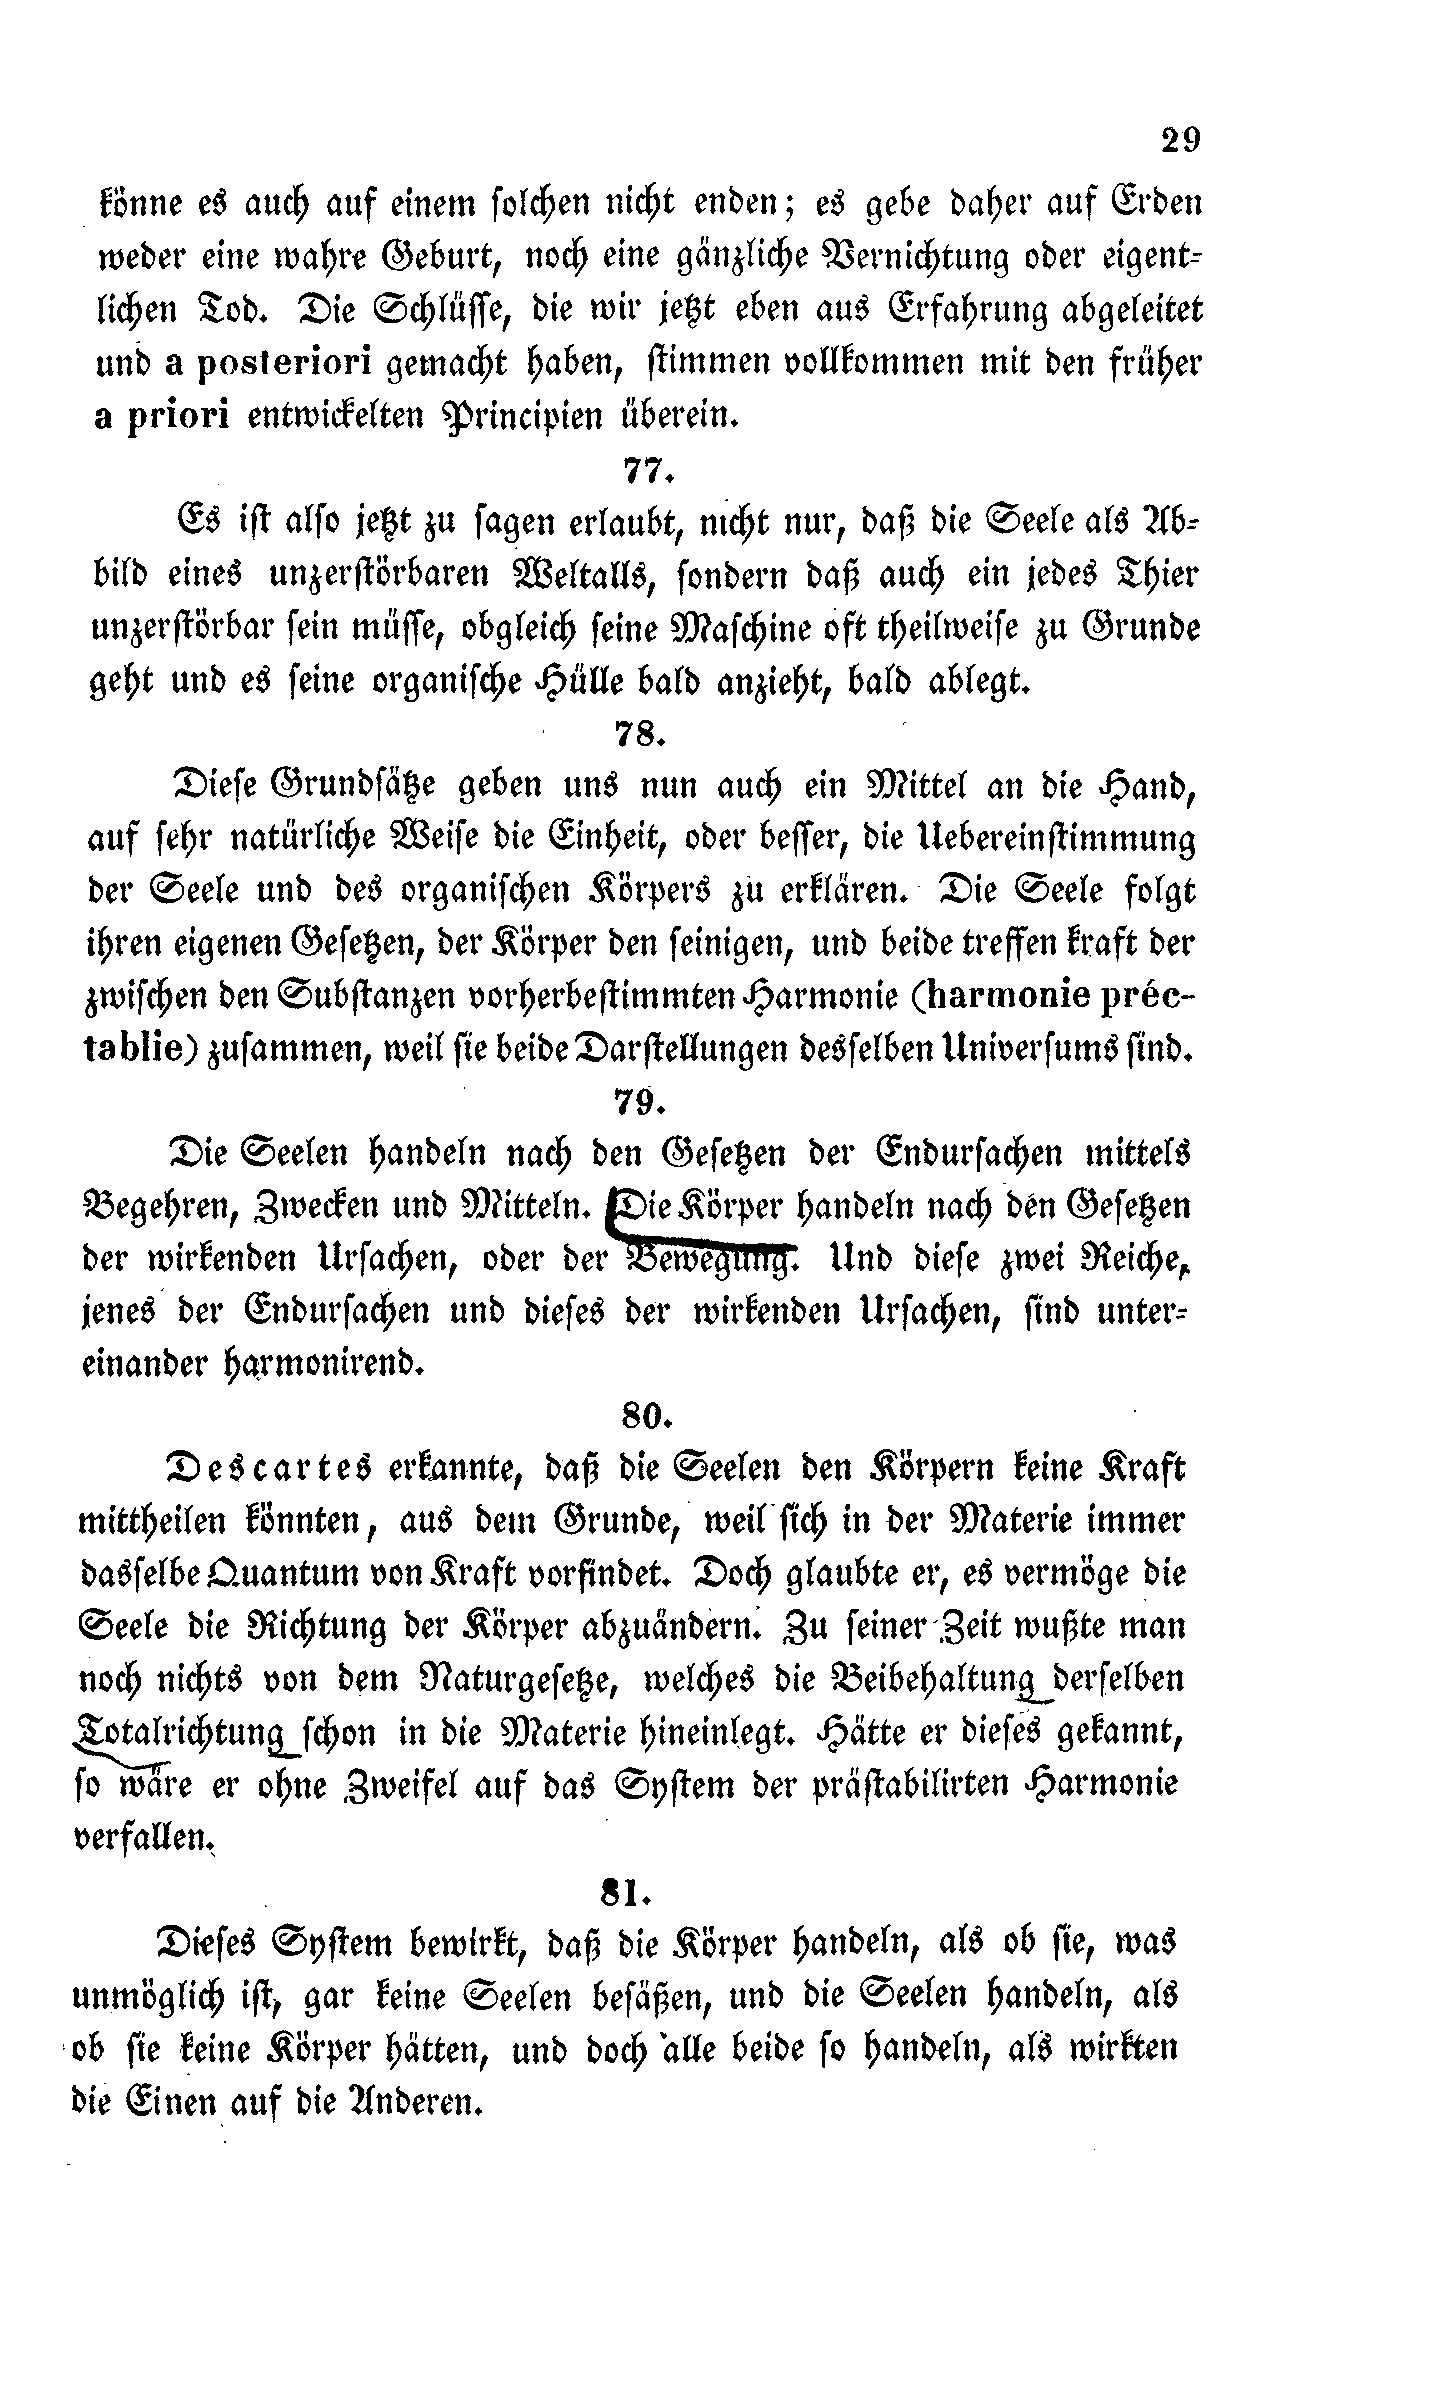 29
könne es auch auf einem solchen nicht enden; es gebe daher auf Erden
weder eine wahre Geburt, noch eine gänzliche Vernichtung oder eigent-
lichen Tod. Die Schlüsse, die wir jetzt eben aus Erfahrung abgeleitet
und a posteriori gemacht haben, stimmen vollkommen mit den früher
a priori entwickelten Principien überein.
77.
Es ist also jetzt zu sagen erlaubt, nicht nur, daß die Seele als Ab-
bild eines unzerstörbaren Weltalls, sondern daß auch ein jedes Thier
unzerstörbar sein müsse, obgleich seine Maschine oft theilweise zu Grunde
geht und es seine organische Hülle bald anzieht, bald ablegt.
78.
Diese Grundsätze geben uns nun auch ein Mittel an die Hand,
auf sehr natürliche Weise die Einheit, oder besser, die Uebereinstimmung
der Seele und des organischen Körpers zu erklären. Die Seele folgt
ihren eigenen Gesetzen, der Körper den seinigen, und beide treffen kraft der
zwischen den Substanzen vorherbestimmten Harmonie (harmonie préc-
tablie) zusammen, weil sie beide Darstellungen desselben Universums sind.
79.
Die Seelen handeln nach den Gesetzen der Endursachen mittels
Begehren, Zwecken und Mitteln. Die Körper handeln nach den Gesetzen
der wirkenden Ursachen, oder der Bewegung. Und diese zwei Reiche,
jenes der Endursachen und dieses der wirkenden Ursachen, sind unter-
einander harmonirend.
80.
Descartes erkannte, daß die Seelen den Körpern keine Kraft
mittheilen könnten, aus dem Grunde, weil sich in der Materie immer
dasselbe Quantum von Kraft vorfindet. Doch glaubte er, es vermöge die
Seele die Richtung der Körper abzuändern. Zu seiner Zeit wußte man
noch nichts von dem Naturgesetze, welches die Beibehaltung derselben
Totalrichtung schon in die Materie hineinlegt. Hätte er dieses gekannt,
so wäre er ohne Zweifel auf das System der prästabilirten Harmonie
verfallen.
81.
Dieses System bewirkt, daß die Körper handeln, als ob sie, was
unmöglich ist, gar keine Seelen besäßen, und die Seelen handeln, als
ob sie keine Körper hätten, und doch alle beide so handeln, als wirkten
die Einen auf die Anderen.